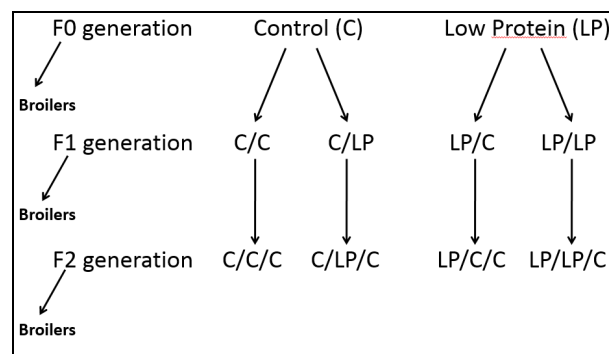 F0 generation Control (C) Low Protein (LP)
Broilers
F1 generation C/C C/LP LP/C LP/LP
Broilers
F2 generation C/C/C C/LP/C LP/C/C LP/LP/C
Broilers